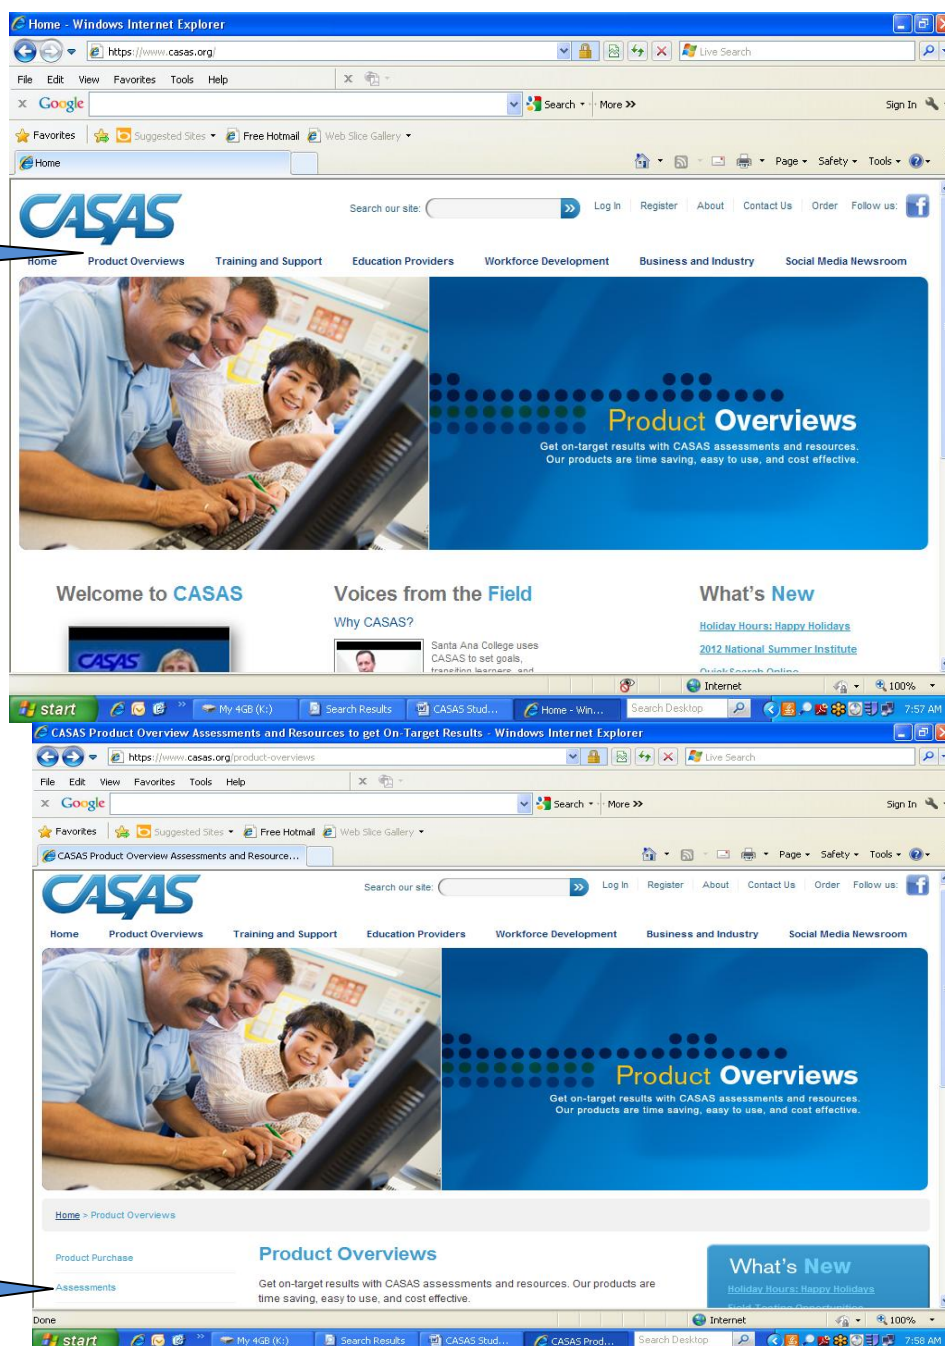 Home - Windows Internet Explorer
https://www.casas.org/
Live Search
File Edit View Favorites Tools Help
x Google Search More >> Sign In
Favorites Suggested Sites Free Hotmail Web Slice Gallery
Home Page Safety Tools
CASAS
Search our site: Log In Register About Contact Us Order Follow us:
Home Product Overviews Training and Support Education Providers Workforce Development Business and Industry Social Media Newsroom
Product Overviews
Get on-target results with CASAS assessments and resources.
Our products are time saving, easy to use, and cost effective.
Welcome to CASAS Voices from the Field What's New
Why CASAS?
Holiday Hours: Happy Holidays
Santa Ana College uses
CASAS to set goals,
transition learners, and
2012 National Summer Institute
QuickSearch Online
CASAS
Internet 100%
start My 4GB (K:) Search Results CASAS Stud... Home - Win... Search Desktop 7:57 AM
CASAS Product Overview Assessments and Resources to get On-Target Results - Windows Internet Explorer
https://www.casas.org/product-overviews
Live Search
File Edit View Favorites Tools Help
x Google Search More >> Sign In
Favorites Suggested Sites Free Hotmail Web Slice Gallery
CASAS Product Overview Assessments and Resource... Page Safety Tools
CASAS
Search our site: Log In Register About Contact Us Order Follow us:
Home Product Overviews Training and Support Education Providers Workforce Development Business and Industry Social Media Newsroom
Product Overviews
Get on-target results with CASAS assessments and resources.
Our products are time saving, easy to use, and cost effective.
Home > Product Overviews
Product Purchase
Assessments
Product Overviews
Get on-target results with CASAS assessments and resources. Our products are
time saving, easy to use, and cost effective.
What's New
Holiday Hours: Happy Holidays
Field Testing Opportunities
Done Internet 100%
start My 4GB (K:) Search Results CASAS Stud... CASAS Prod... Search Desktop 7:58 AM